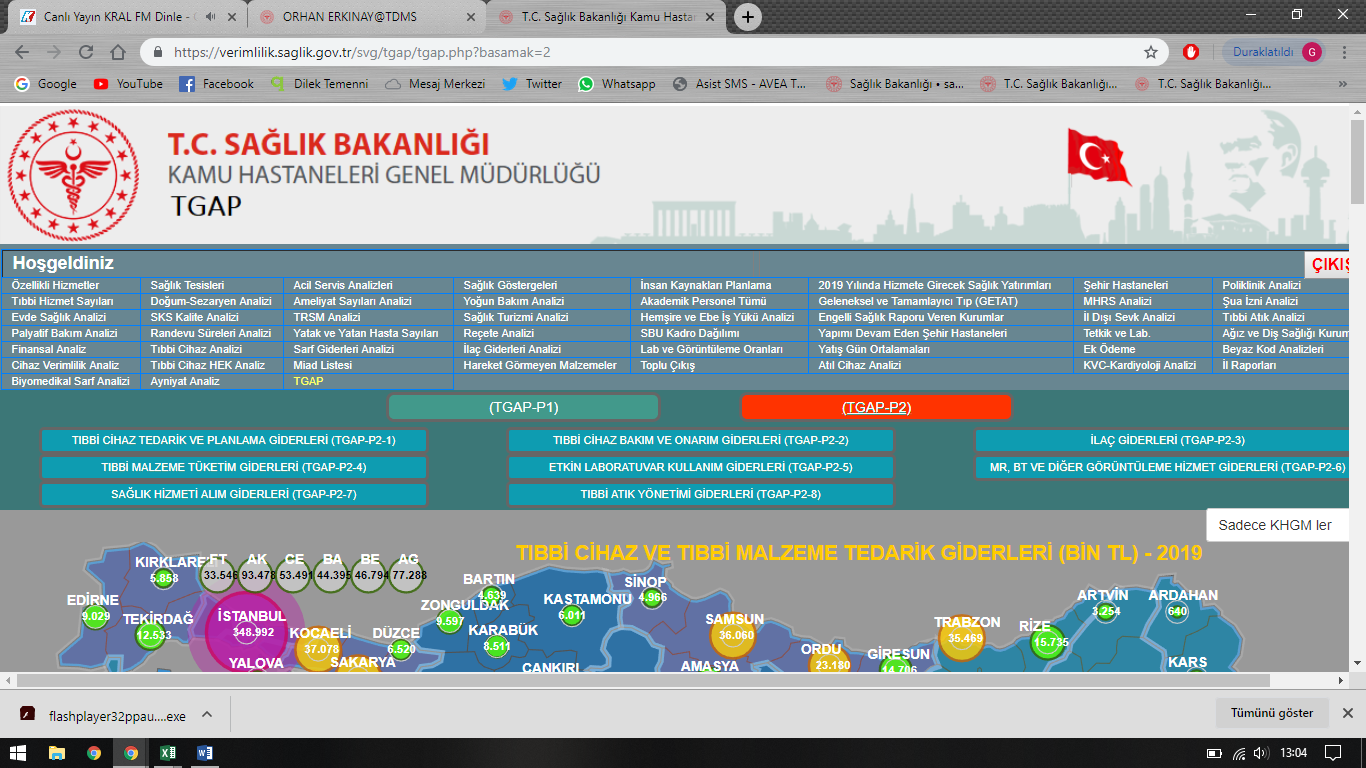 Canlı Yayın KRAL FM Dinle -
ORHAN ERKINAY@TDMS
T.C. Sağlık Bakanlığı Kamu Hasta
https://verimlilik.saglik.gov.tr/svg/tgap/tgap.php?basamak=2
Duraklatıldı G
Google YouTube Facebook Dilek Temenni Mesaj Merkezi Twitter Whatsapp Asist SMS - AVEA T... Sağlık Bakanlığı • sa... T.C. Sağlık Bakanlığı... T.C. Sağlık Bakanlığı... »
T.C. SAĞLIK BAKANLIĞI
KAMU HASTANELERİ GENEL MÜDÜRLÜĞÜ
TGAP
Hoşgeldiniz ÇIKIŞ
Özellikli Hizmetler Sağlık Tesisleri Acil Servis Analizleri Sağlık Göstergeleri İnsan Kaynakları Planlama 2019 Yılında Hizmete Girecek Sağlık Yatırımları Şehir Hastaneleri Poliklinik Analizi
Tıbbi Hizmet Sayıları Doğum-Sezaryen Analizi Ameliyat Sayıları Analizi Yoğun Bakım Analizi Akademik Personel Tümü Geleneksel ve Tamamlayıcı Tıp (GETAT) MHRS Analizi Şua İzni Analizi
Evde Sağlık Analizi SKS Kalite Analizi TRSM Analizi Sağlık Turizmi Analizi Hemşire ve Ebe İş Yükü Analizi Engelli Sağlık Raporu Veren Kurumlar İl Dışı Sevk Analizi Tıbbi Atık Analizi
Palyatif Bakım Analizi Randevu Süreleri Analizi Yatak ve Yatan Hasta Sayıları Reçete Analizi SBU Kadro Dağılımı Yapımı Devam Eden Şehir Hastaneleri Tetkik ve Lab. Ağız ve Diş Sağlığı Kurum
Finansal Analiz Tıbbi Cihaz Analizi Sarf Giderleri Analizi İlaç Giderleri Analizi Lab ve Görüntüleme Oranları Yatış Gün Ortalamaları Ek Ödeme Beyaz Kod Analizleri
Cihaz Verimlilik Analiz Tıbbi Cihaz HEK Analiz Miad Listesi Hareket Görmeyen Malzemeler Toplu Çıkış Atıl Cihaz Analizi KVC-Kardiyoloji Analizi İl Raporları
Biyomedikal Sarf Analizi Ayniyat Analiz TGAP
(TGAP-P1) (TGAP-P2)
TIBBİ CİHAZ TEDARİK VE PLANLAMA GİDERLERİ (TGAP-P2-1) TIBBİ CİHAZ BAKIM VE ONARIM GİDERLERİ (TGAP-P2-2) İLAÇ GİDERLERİ (TGAP-P2-3)
TIBBİ MALZEME TÜKETİM GİDERLERİ (TGAP-P2-4) ETKİN LABORATUVAR KULLANIM GİDERLERİ (TGAP-P2-5) MR, BT VE DİĞER GÖRÜNTÜLEME HİZMET GİDERLERİ (TGAP-P2-6)
SAĞLIK HİZMETİ ALIM GİDERLERİ (TGAP-P2-7) TIBBİ ATIK YÖNETİMİ GİDERLERİ (TGAP-P2-8)
Sadece KHGM ler
TIBBİ CİHAZ VE TIBBİ MALZEME TEDARİK GİDERLERİ (BİN TL) - 2019
KIRKLARE FT AK CE BA BE AG
5.858 33.546 93.478 53.491 44.395 46.794 77.288
BARTIN SİNOP
4.639 4.966
EDİRNE ZONGULDAK KASTAMONU ARTVİN ARDAHAN
9.029 9.597 6.011 3.254 640
TEKİRDAĞ İSTANBUL KOCAELİ DÜZCE KARABÜK SAMSUN TRABZON RİZE
12.533 348.992 37.078 6.520 8.511 36.060 35.469 15.735
YALOVA SAKARYA ÇANKIRI AMASYA ORDU GİRESUN KARS
23.180 14.706
flashplayer32ppau....exe Tümünü göster
13:04